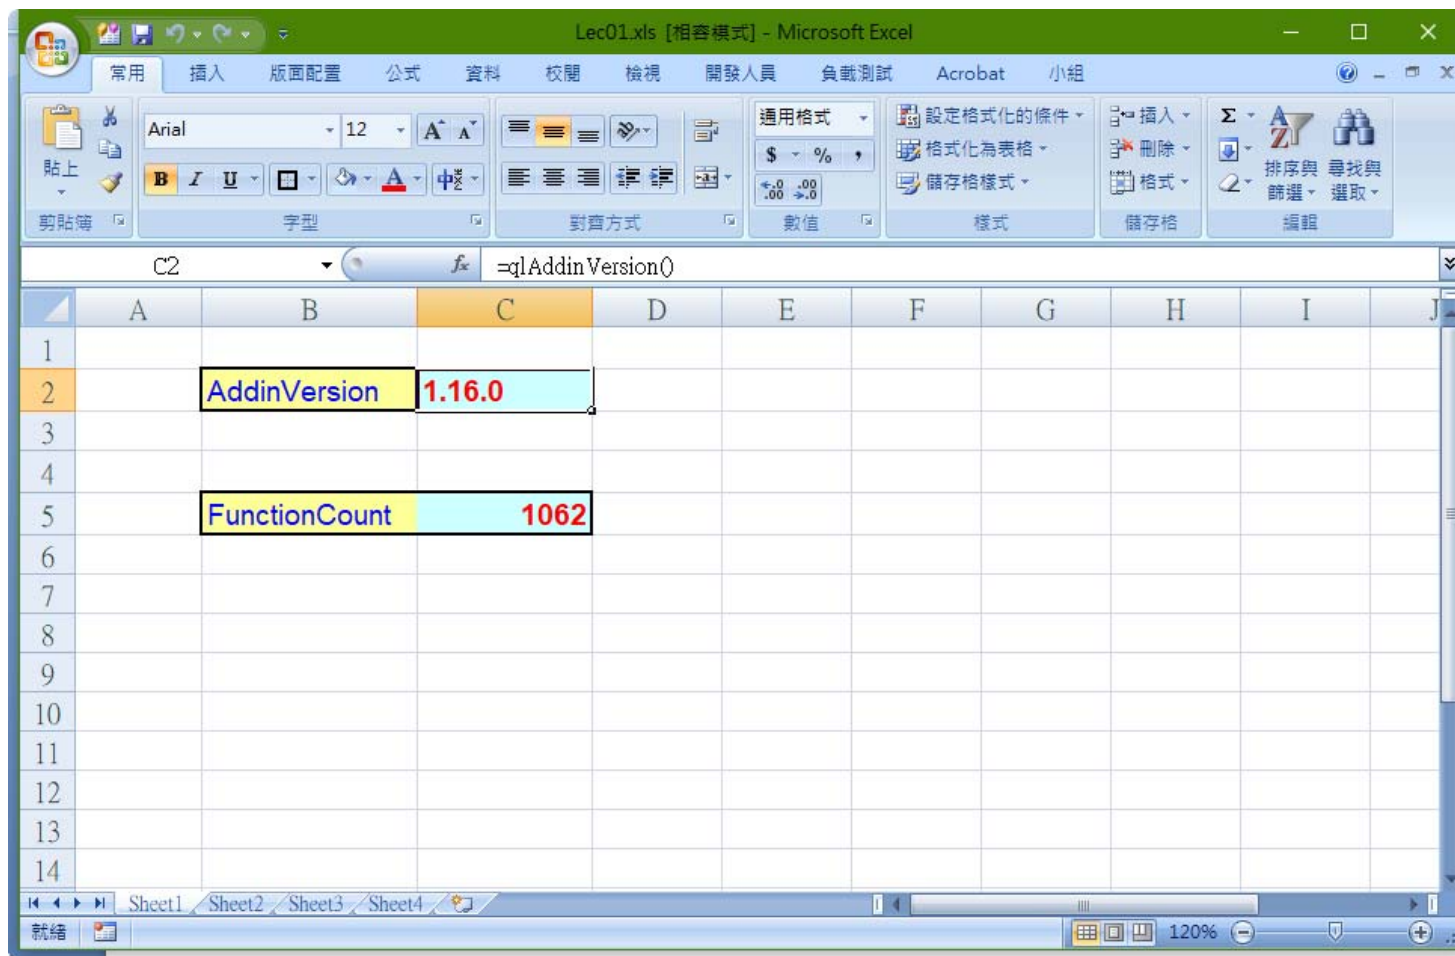 Lec01.xls [相容模式] - Microsoft Excel
常用 插入 版面配置 公式 資料 校閱 檢視 開發人員 負載測試 Acrobat 小組
貼上
剪貼簿
Arial 12
B I U
字型
對齊方式
通用格式
$ % ,
數值
設定格式化的條件
格式化為表格
儲存格樣式
樣式
插入
刪除
格式
儲存格
Σ
排序與篩選
尋找與選取
編輯
C2 fx =qlAddinVersion()
A B C D E F G H I J
1
2 AddinVersion 1.16.0
3
4
5 FunctionCount 1062
6
7
8
9
10
11
12
13
14
Sheet1 Sheet2 Sheet3 Sheet4
就緒 120%